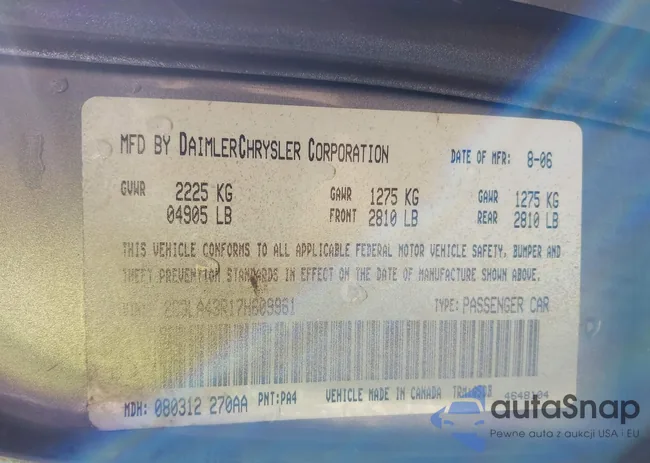 MFD BY DAIMLERCHRYSLER CORPORATION DATE OF MFR: 8-06
GVWR 2225 KG GAWR 1275 KG GAWR 1275 KG
04905 LB FRONT 2810 LB REAR 2810 LB
THIS VEHICLE CONFORMS TO ALL APPLICABLE FEDERAL MOTOR VEHICLE SAFETY, BUMPER AND
THEFT PREVENTION STANDARDS IN EFFECT ON THE DATE OF MANUFACTURE SHOWN ABOVE.
TYPE: PASSENGER CAR
MDH: 080312 270AA PNT: PA4 VEHICLE MADE IN CANADA 4648104
autaSnap
Pewne auta z aukcji USA i EU